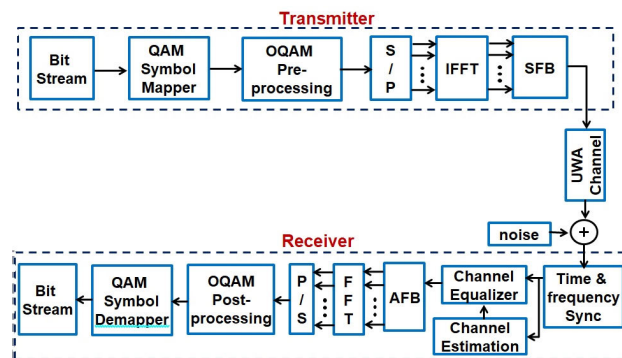 Transmitter
Bit
Stream
QAM
Symbol
Mapper
OQAM
Pre-
processing
S
/
P
IFFT
SFB
UWA
Channel
noise
+
Receiver
Time &
frequency
Sync
Channel
Equalizer
Channel
Estimation
AFB
F
F
T
P
/
S
OQAM
Post-
processing
QAM
Symbol
Demapper
Bit
Stream